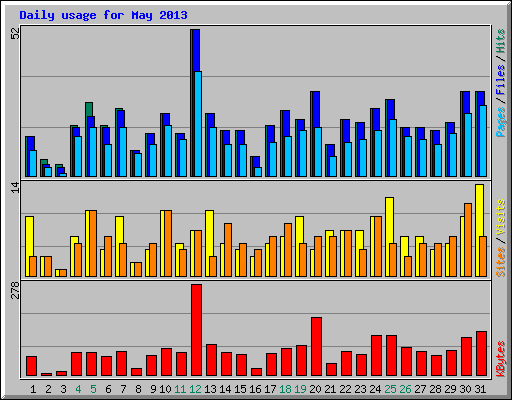 Daily usage for May 2013
52
Pages / Files / Hits
14
Sites / Visits
278
KBytes
1 2 3 4 5 6 7 8 9 10 11 12 13 14 15 16 17 18 19 20 21 22 23 24 25 26 27 28 29 30 31